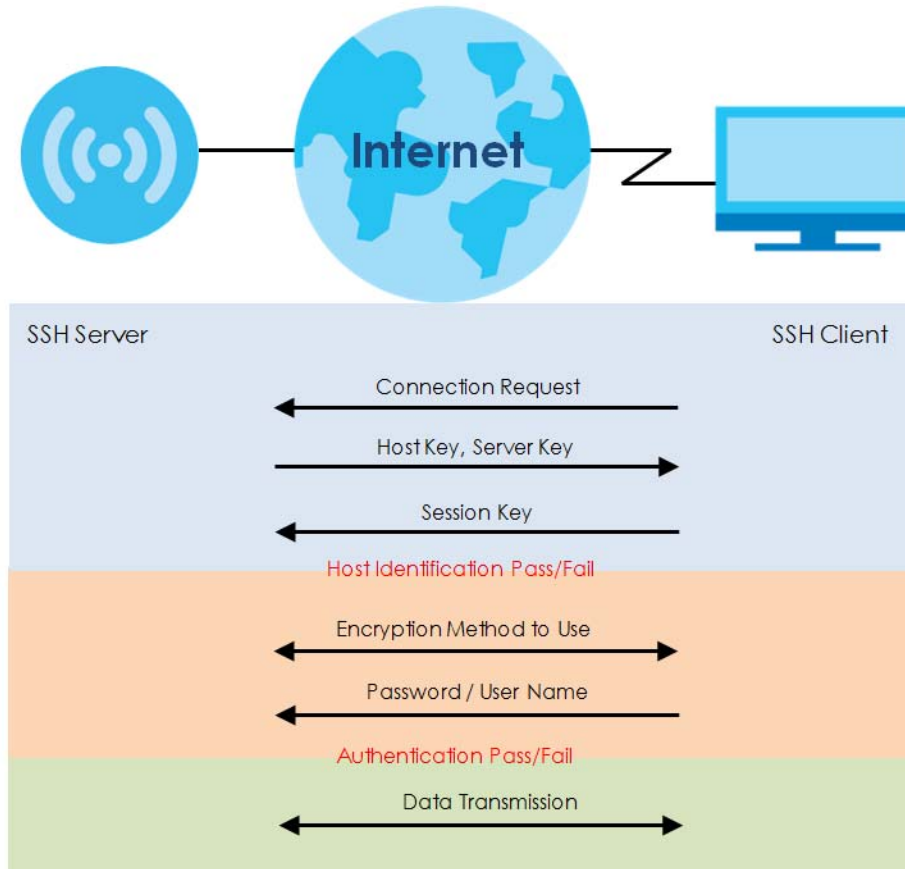 Internet
SSH Server
SSH Client
Connection Request
Host Key, Server Key
Session Key
Host Identification Pass/Fail
Encryption Method to Use
Password / User Name
Authentication Pass/Fail
Data Transmission